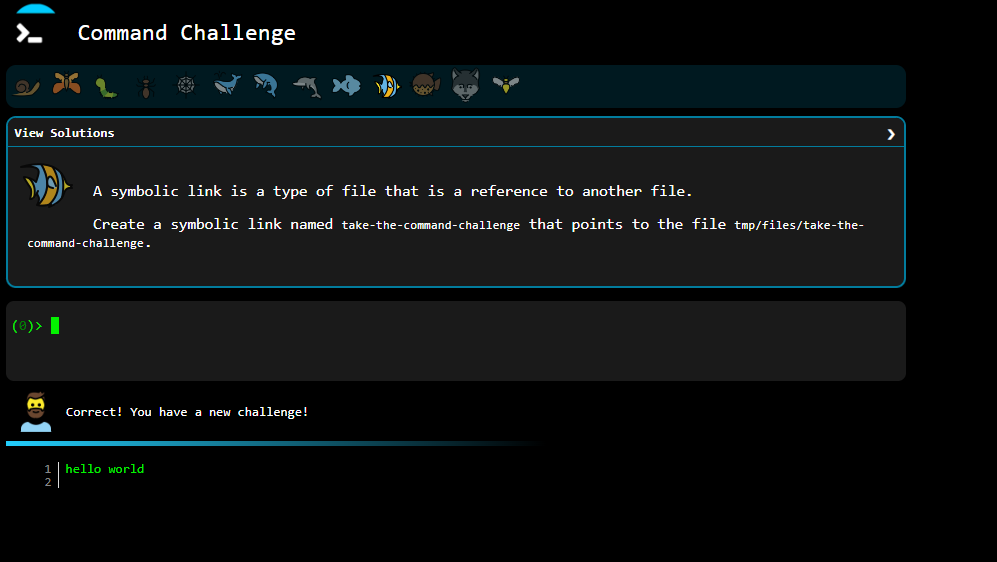 Command Challenge
View Solutions
A symbolic link is a type of file that is a reference to another file.
Create a symbolic link named take-the-command-challenge that points to the file tmp/files/take-the-
command-challenge.
(0)>
Correct! You have a new challenge!
1 hello world
2